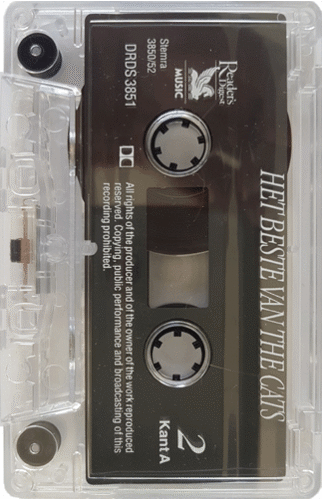 HET BESTE VAN THE CATS
Reader's
Digest
MUSIC
Stemra
3850/52
DRDS 3851
2
Kant A
All rights of the producer and of the owner of the work reproduced
reserved. Copying, public performance and broadcasting of this
recording prohibited.